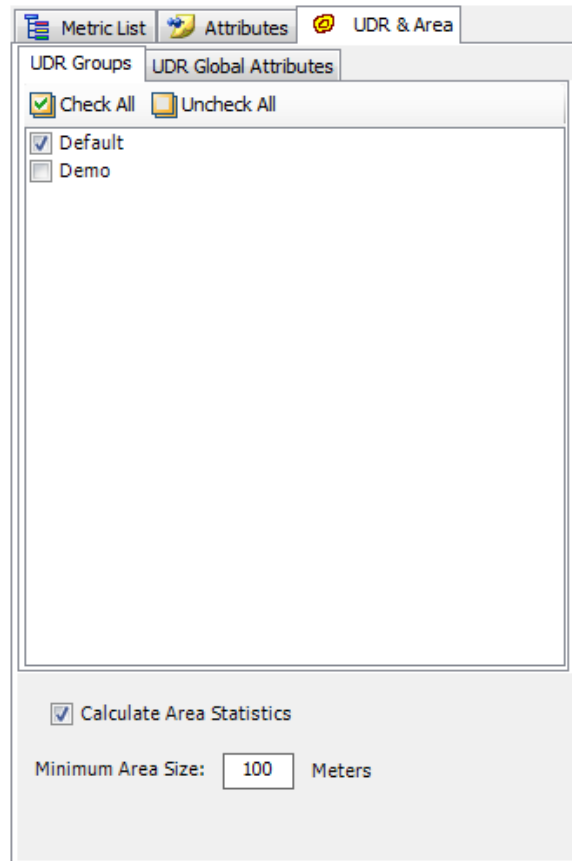 Metric List Attributes UDR & Area
UDR Groups UDR Global Attributes
Check All Uncheck All
Default
Demo
Calculate Area Statistics
Minimum Area Size: 100 Meters